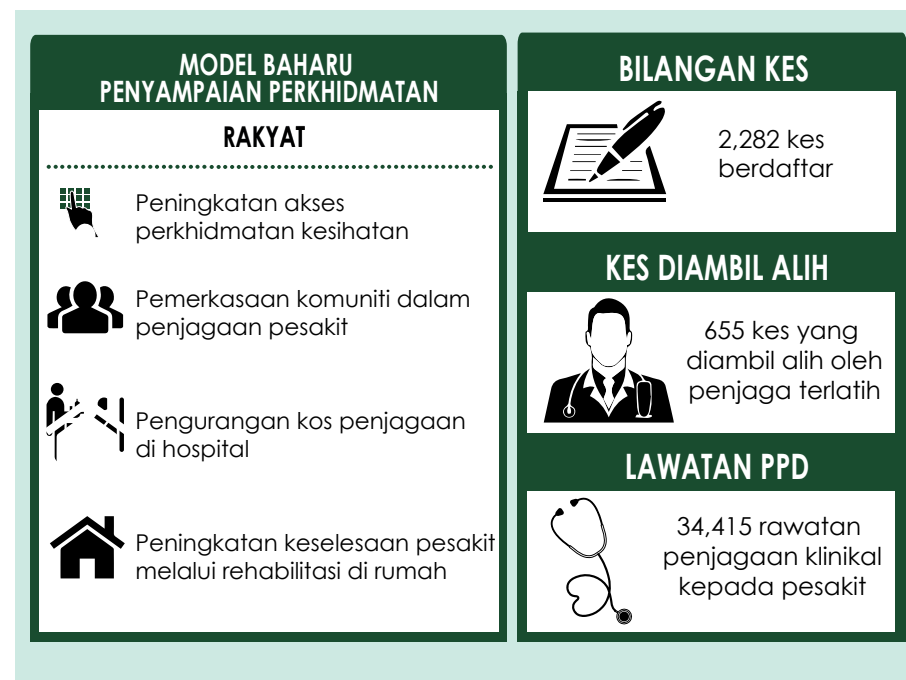 MODEL BAHARU
PENYAMPAIAN PERKHIDMATAN
RAKYAT
Peningkatan akses
perkhidmatan kesihatan
Pemerkasaan komuniti dalam
penjagaan pesakit
Pengurangan kos penjagaan
di hospital
Peningkatan keselesaan pesakit
melalui rehabilitasi di rumah
BILANGAN KES
2,282 kes
berdaftar
KES DIAMBIL ALIH
655 kes yang
diambil alih oleh
penjaga terlatih
LAWATAN PPD
34,415 rawatan
penjagaan klinikal
kepada pesakit